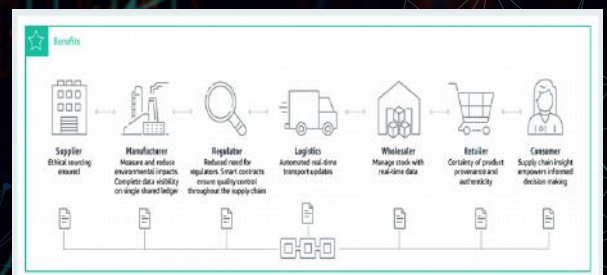 Benefits
Supplier
Ethical sourcing
ensured
Manufacturer
Measure and reduce
environmental impacts.
Complete data visibility
on single shared ledger
Regulator
Reduced need for
regulators. Smart contracts
ensure quality control
throughout the supply chain
Logistics
Automated real-time
transport updates
Wholesaler
Manage stock with
real-time data
Retailer
Certainty of product
provenance and
authenticity
Consumer
Supply chain insight
empowers informed
decision making